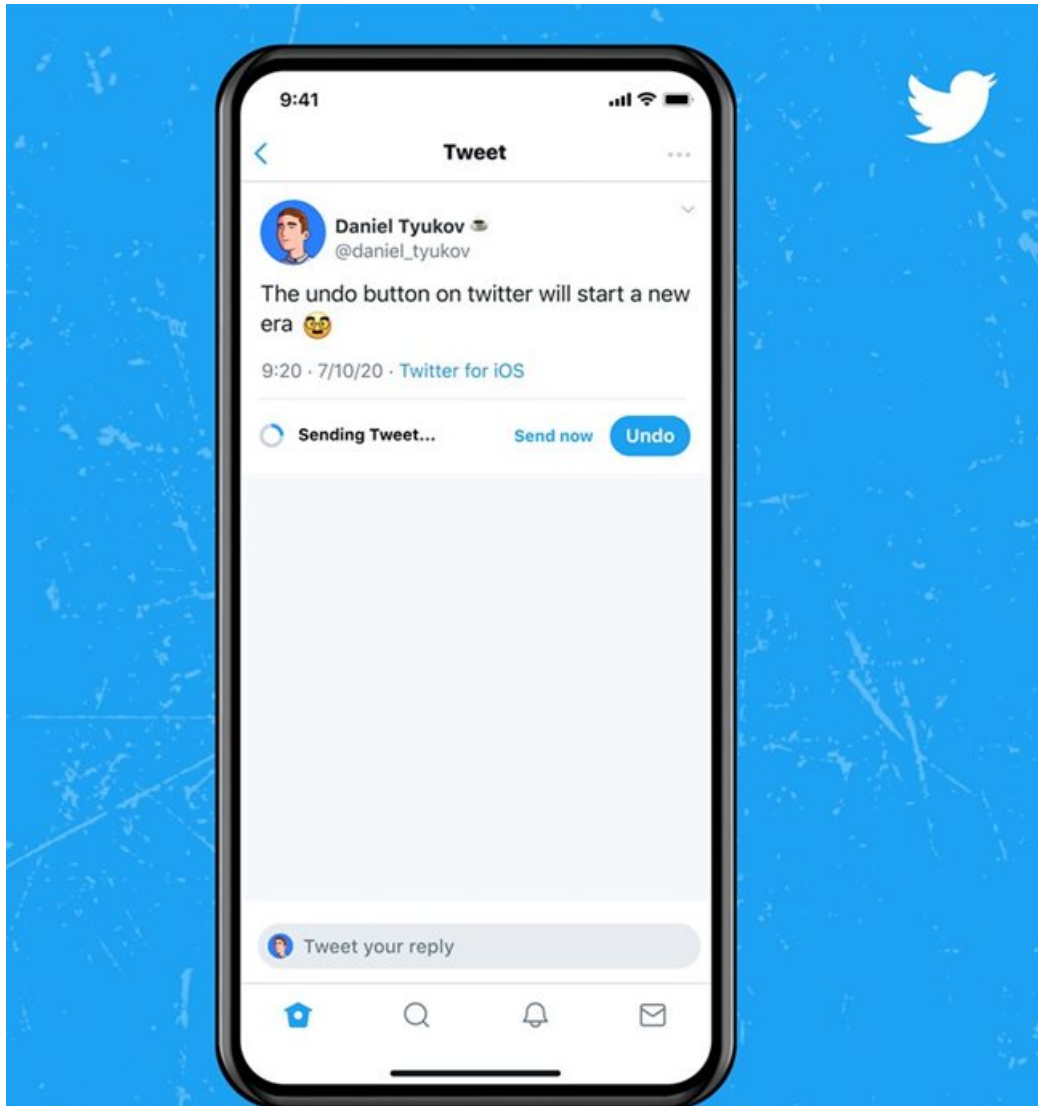 9:41
Tweet
Daniel Tyukov ☕
@daniel_tyukov
The undo button on twitter will start a new
era 🥸
9:20 · 7/10/20 · Twitter for iOS
Sending Tweet... Send now Undo
Tweet your reply